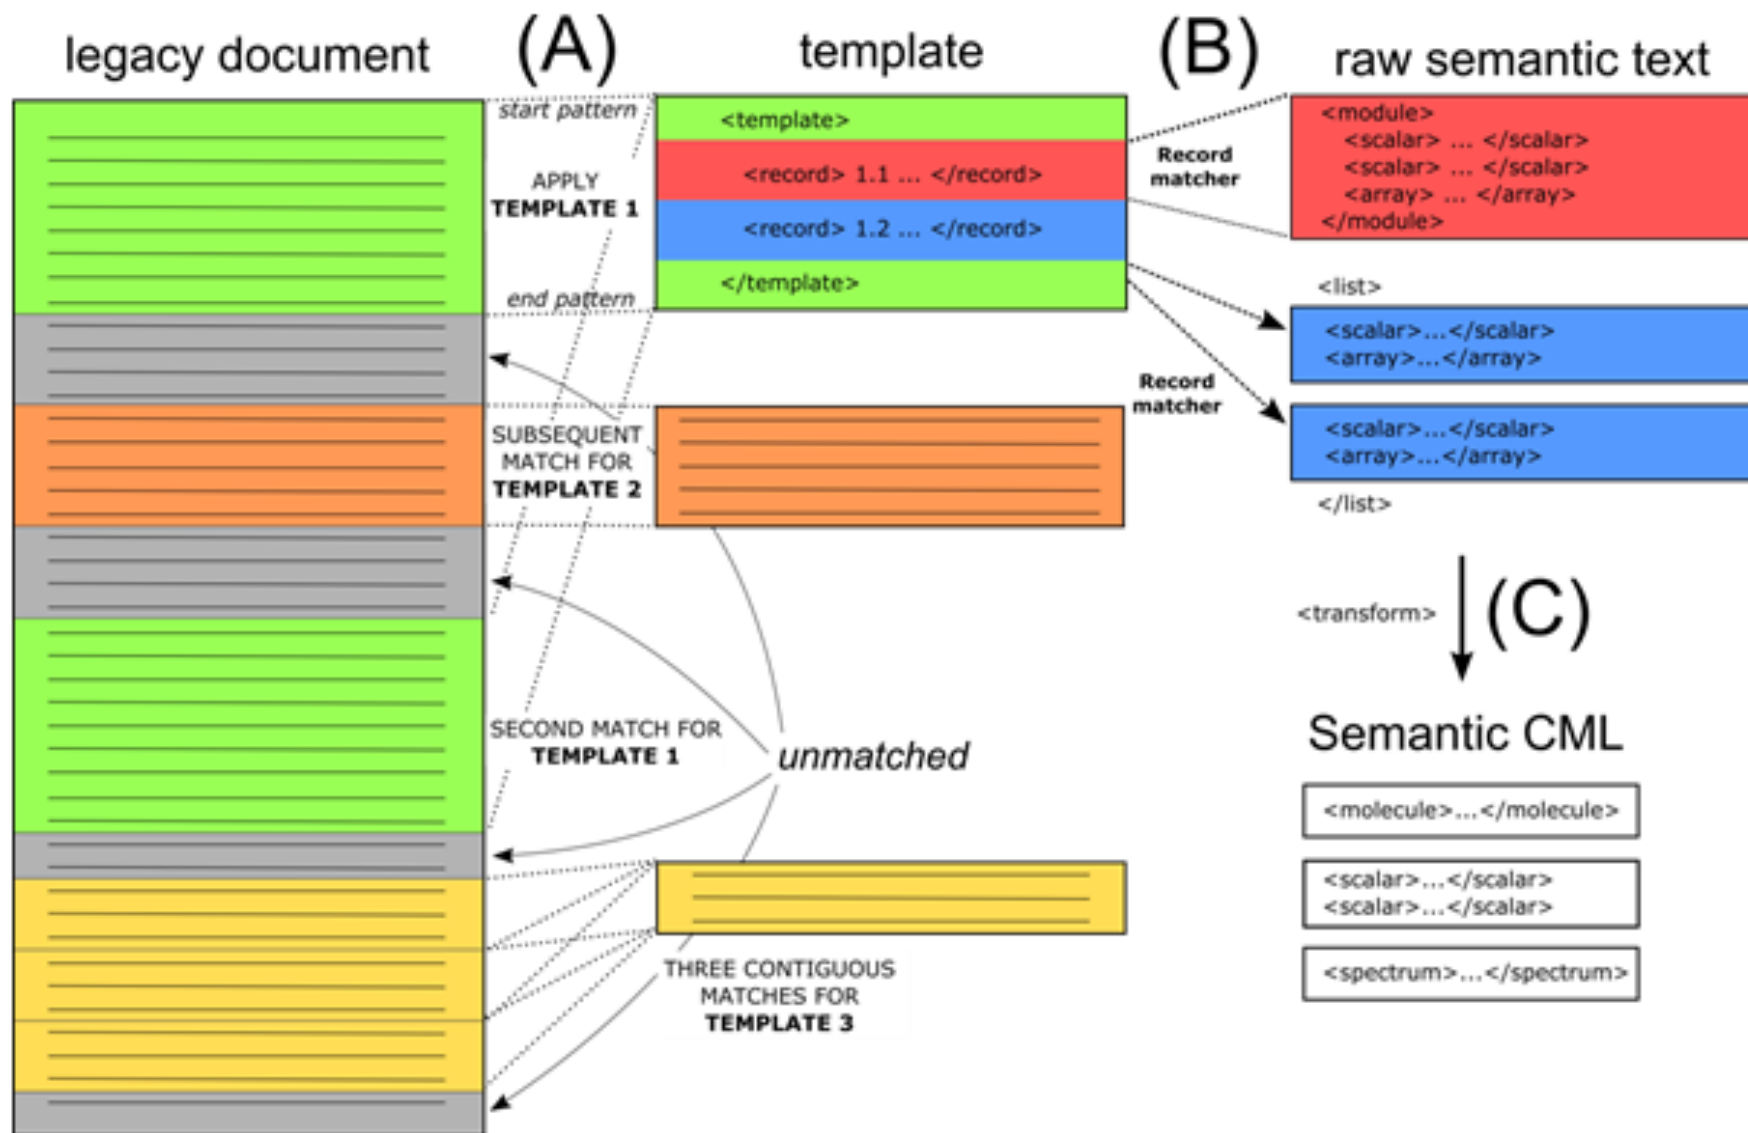 legacy document
(A)
template
(B)
raw semantic text
start pattern
APPLY
TEMPLATE 1
end pattern
<template>
<record> 1.1 ... </record>
<record> 1.2 ... </record>
</template>
Record
matcher
<module>
<scalar> ... </scalar>
<scalar> ... </scalar>
<array> ... </array>
</module>
<list>
<scalar>...</scalar>
<array>...</array>
Record
matcher
<scalar>...</scalar>
<array>...</array>
</list>
SUBSEQUENT
MATCH FOR
TEMPLATE 2
<transform>
(C)
SECOND MATCH FOR
TEMPLATE 1
unmatched
Semantic CML
<molecule>...</molecule>
<scalar>...</scalar>
<scalar>...</scalar>
<spectrum>...</spectrum>
THREE CONTIGUOUS
MATCHES FOR
TEMPLATE 3